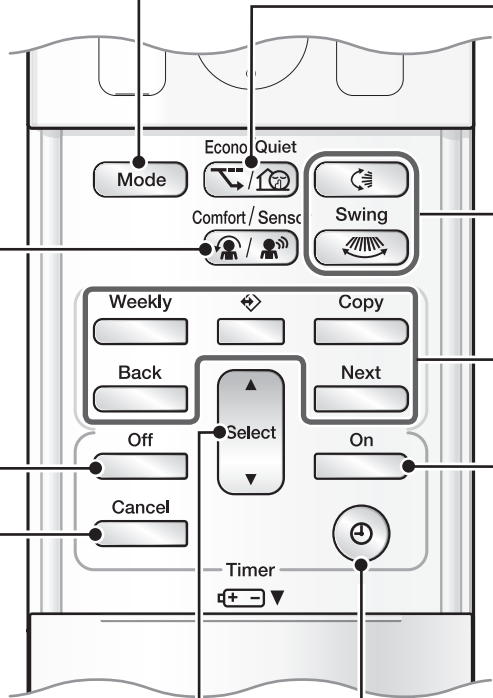 Econo/Quiet
Mode
Comfort / Senso
Swing
Weekly
Copy
Back
Next
Select
Off
On
Cancel
Timer